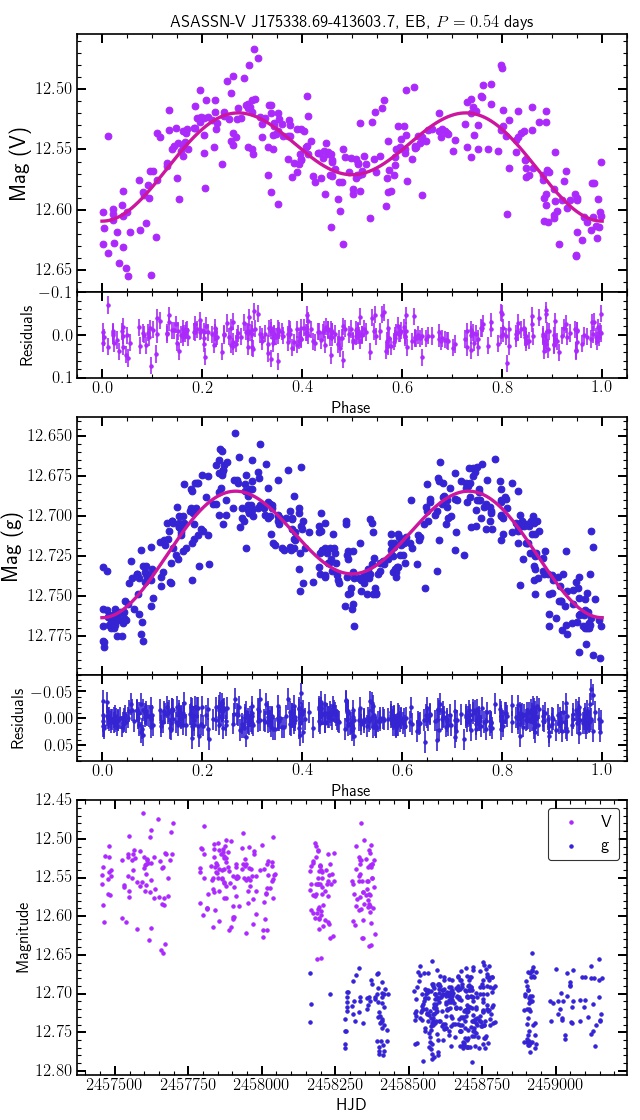 ASASSN-V J175338.69-413603.7, EB, P = 0.54 days
12.50
12.55
12.60
12.65
Mag (V)
−0.1
0.0
0.1
Residuals
0.0 0.2 0.4 0.6 0.8 1.0
Phase
12.650
12.675
12.700
12.725
12.750
12.775
Mag (g)
−0.05
0.00
0.05
Residuals
0.0 0.2 0.4 0.6 0.8 1.0
Phase
12.45
12.50
12.55
12.60
12.65
12.70
12.75
12.80
Magnitude
V
g
2457500 2457750 2458000 2458250 2458500 2458750 2459000
HJD